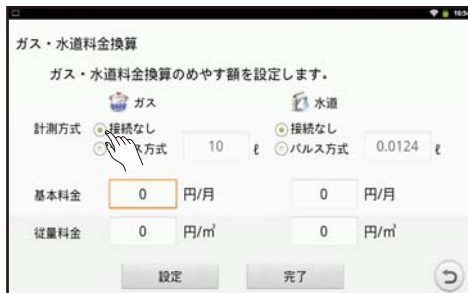 10:54
ガス・水道料金換算
ガス・水道料金換算のめやす額を設定します。
ガス 水道
計測方式 接続なし 接続なし
ス方式 10 ℓ パルス方式 0.0124 ℓ
基本料金 0 円/月 0 円/月
従量料金 0 円/㎥ 0 円/㎥
設定 完了